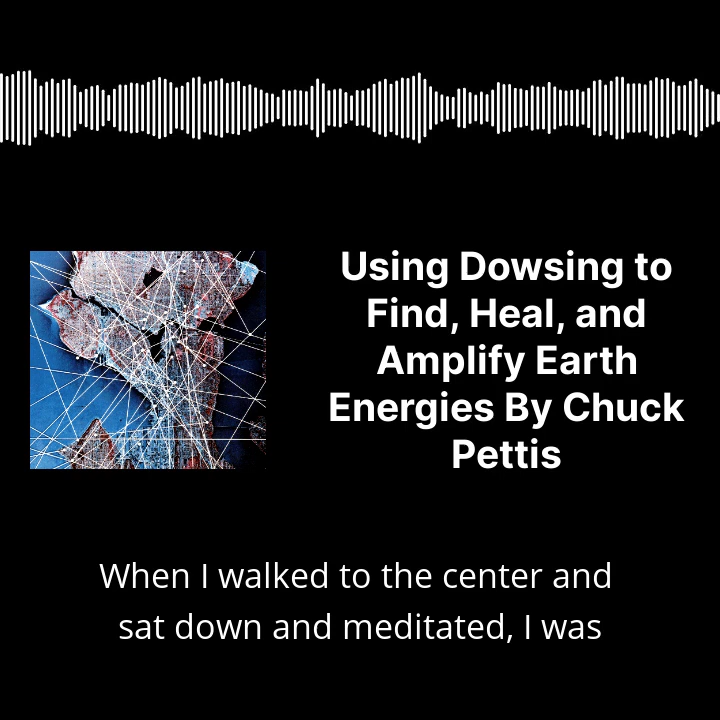 Using Dowsing to
Find, Heal, and
Amplify Earth
Energies By Chuck
Pettis
When I walked to the center and
sat down and meditated, I was